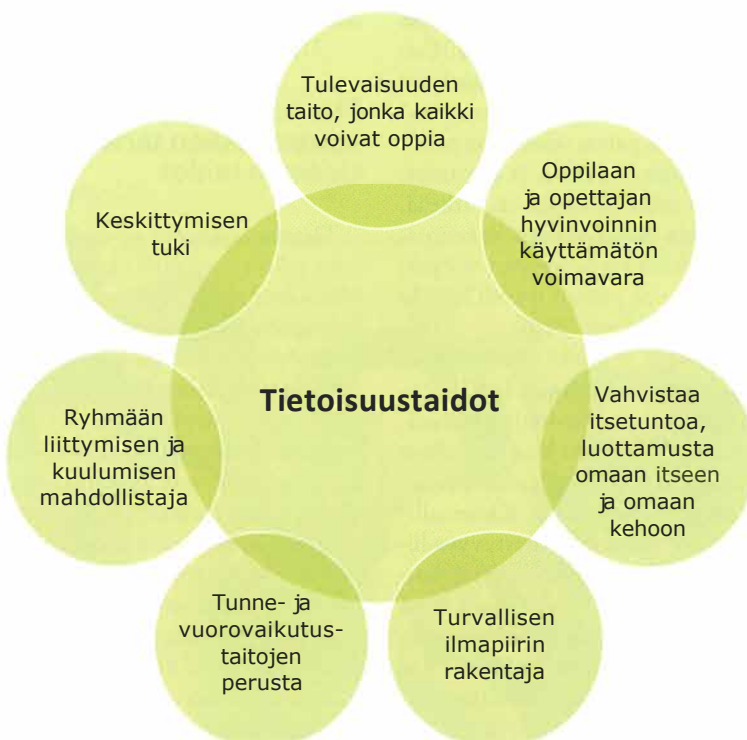 Tulevaisuuden
taito, jonka kaikki
voivat oppia
Oppilaan
ja opettajan
hyvinvoinnin
käyttämätön
voimavara
Keskittymisen
tuki
Tietoisuustaidot
Vahvistaa
itsetuntoa,
luottamusta
omaan itseen
ja omaan
kehoon
Ryhmään
liittymisen ja
kuulumisen
mahdollistaja
Tunne- ja
vuorovaikutus-
taitojen
perusta
Turvallisen
ilmapiirin
rakentaja